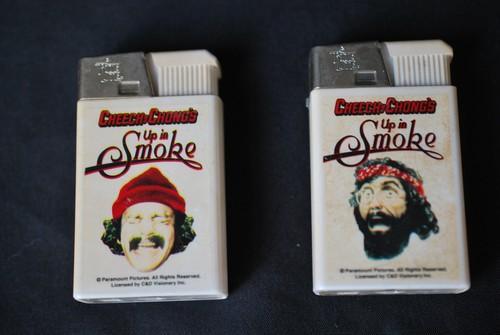 CHEECH & CHONG'S
Up in
Smoke
© Paramount Pictures. All Rights Reserved.
Licensed by C&D Visionary Inc.
CHEECH & CHONG'S
Up in
Smoke
© Paramount Pictures. All Rights Reserved.
Licensed by C&D Visionary Inc.